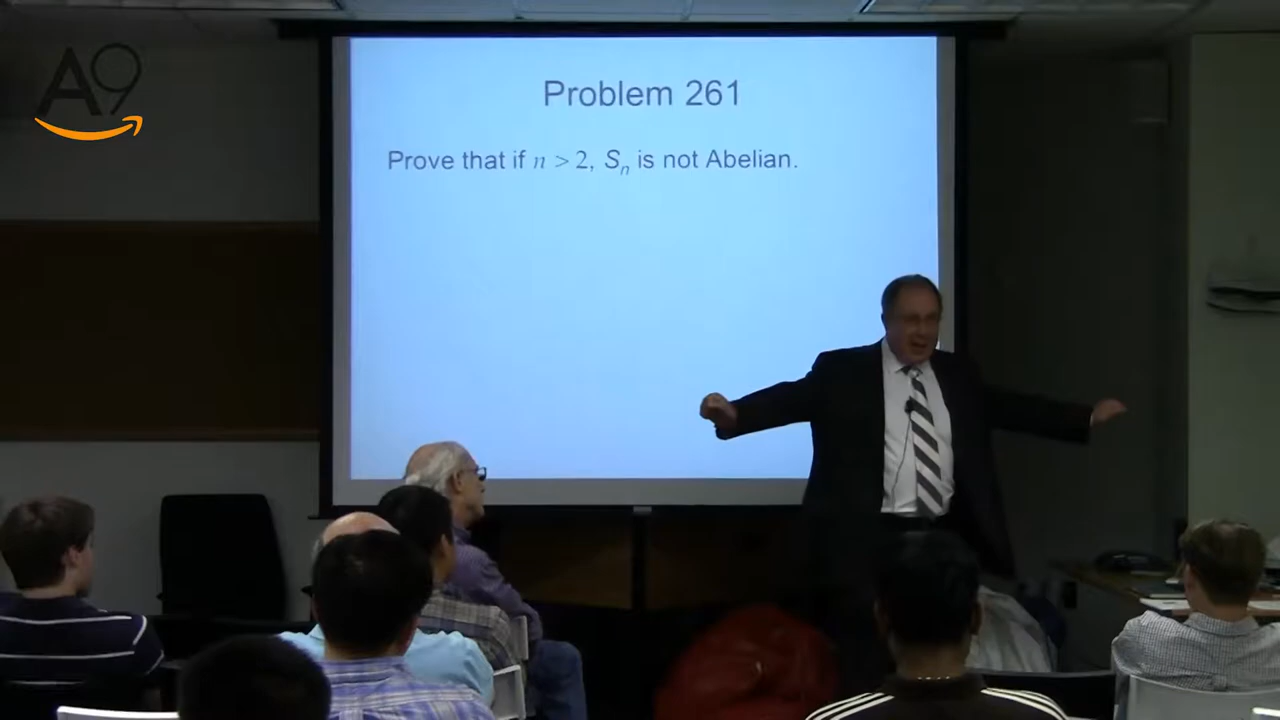 A9
Problem 261
Prove that if n > 2, Sₙ is not Abelian.